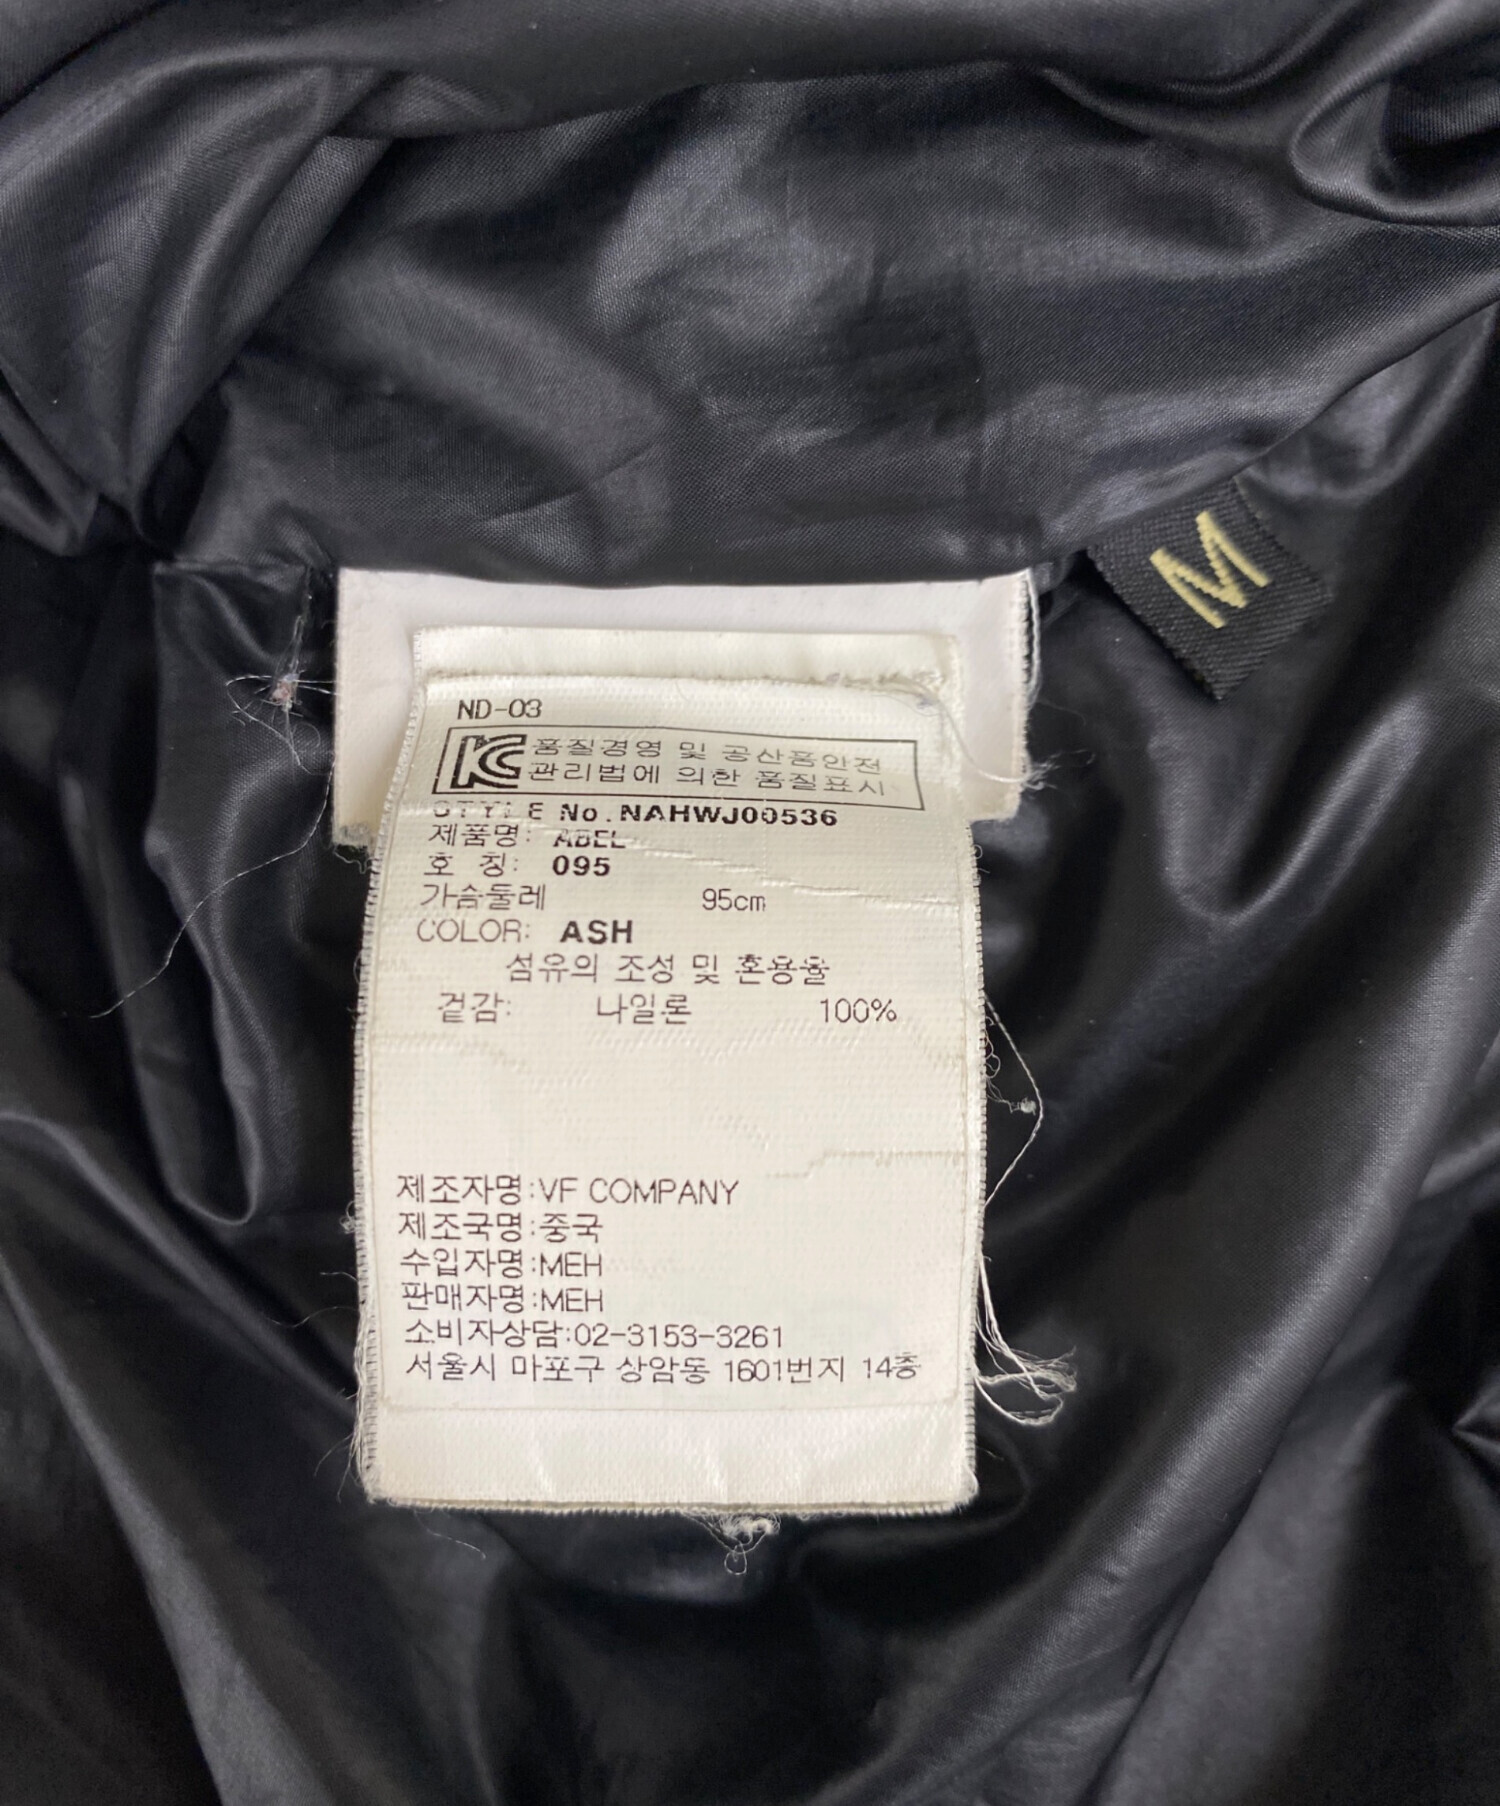 M
ND-03
KC 품질경영 및 공산품안전
관리법에 의한 품질표시
STYLE No.NAHWJ00536
제품명: ABEL
호 칭: 095
가슴둘레 95cm
COLOR: ASH
섬유의 조성 및 혼용율
겉감: 나일론 100%
제조자명:VF COMPANY
제조국명:중국
수입자명:MEH
판매자명:MEH
소비자상담:02-3153-3261
서울시 마포구 상암동 1601번지 14층